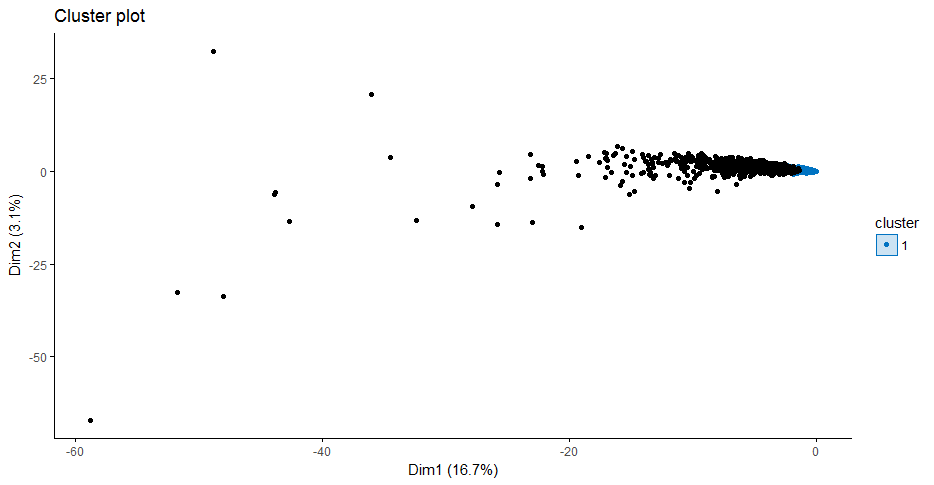 Cluster plot
25
0
-25
-50
Dim2 (3.1%)
-60
-40
-20
0
Dim1 (16.7%)
cluster
1